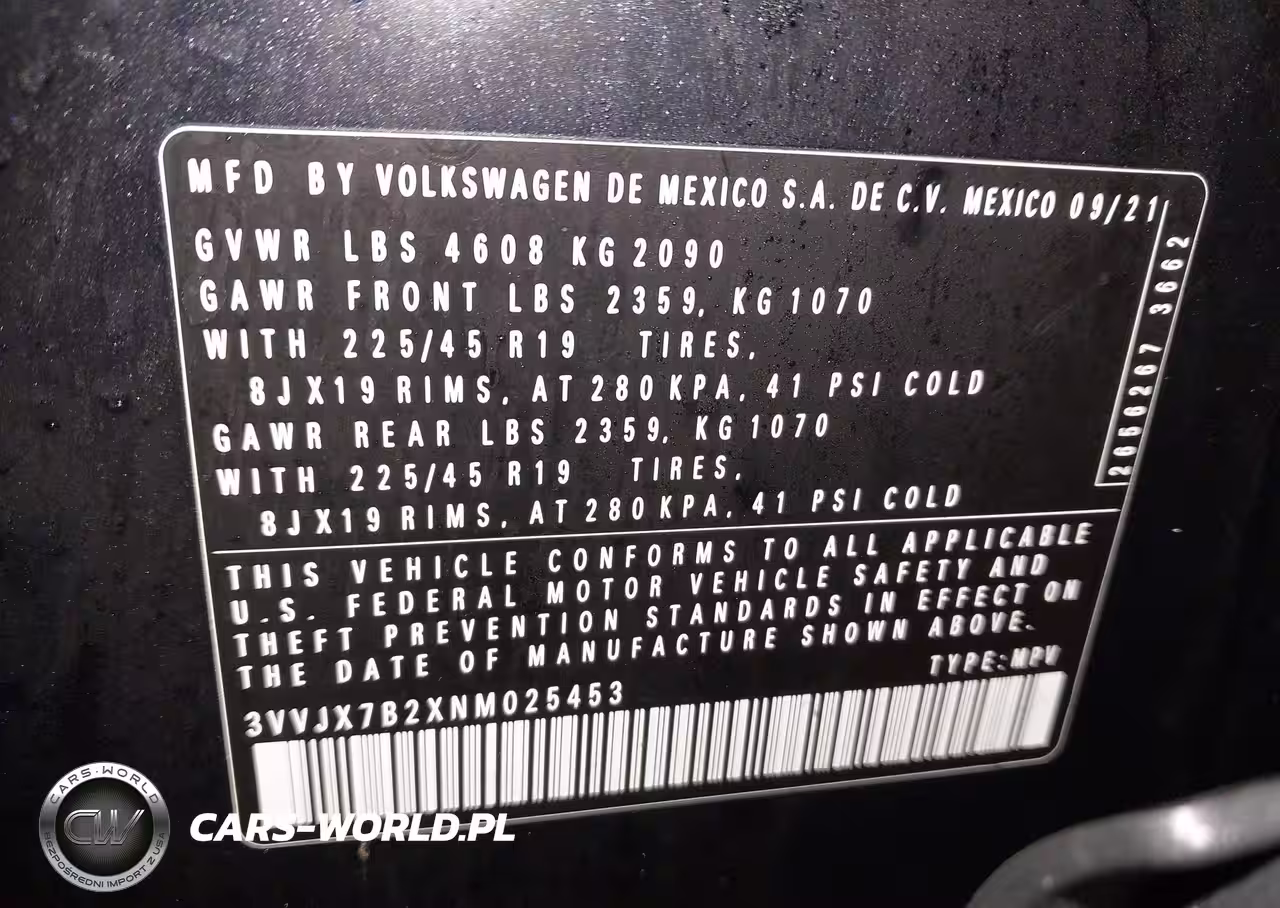 MFD BY VOLKSWAGEN DE MEXICO S.A. DE C.V. MEXICO 09/21
GVWR LBS 4608 KG 2090
GAWR FRONT LBS 2359, KG 1070
WITH 225/45 R19 TIRES,
8JX19 RIMS, AT 280 KPA, 41 PSI COLD
GAWR REAR LBS 2359, KG 1070
WITH 225/45 R19 TIRES,
8JX19 RIMS, AT 280 KPA, 41 PSI COLD
2056267 3662
THIS VEHICLE CONFORMS TO ALL APPLICABLE
U.S. FEDERAL MOTOR VEHICLE SAFETY AND
THEFT PREVENTION STANDARDS IN EFFECT ON
THE DATE OF MANUFACTURE SHOWN ABOVE.
TYPE:MPV
3VVJX7B2XNM025453
CARS-WORLD
CW
BEZPOŚREDNI IMPORT Z USA
CARS-WORLD.PL